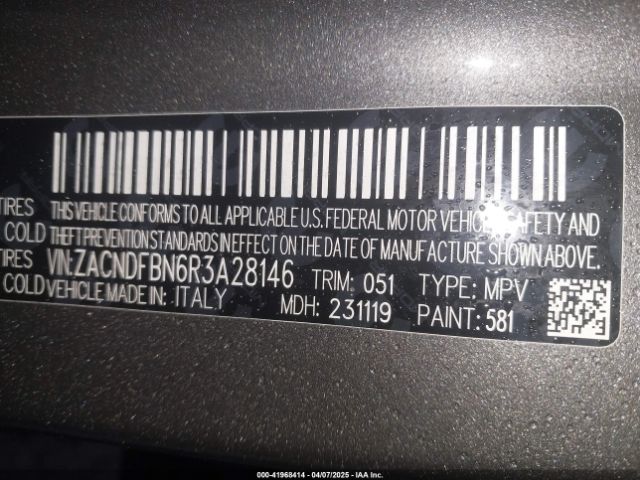 TIRES THIS VEHICLE CONFORMS TO ALL APPLICABLE U.S. FEDERAL MOTOR VEHICLE SAFETY AND
COLD THEFT PREVENTION STANDARDS IN EFFECT ON THE DATE OF MANUFACTURE SHOWN ABOVE
TIRES VIN: ZACNDFBN6R3A28146 TRIM: 051 TYPE: MPV
COLD VEHICLE MADE IN: ITALY MDH: 231119 PAINT: 581
000-41968414 - 04/07/2025 - IAA Inc.